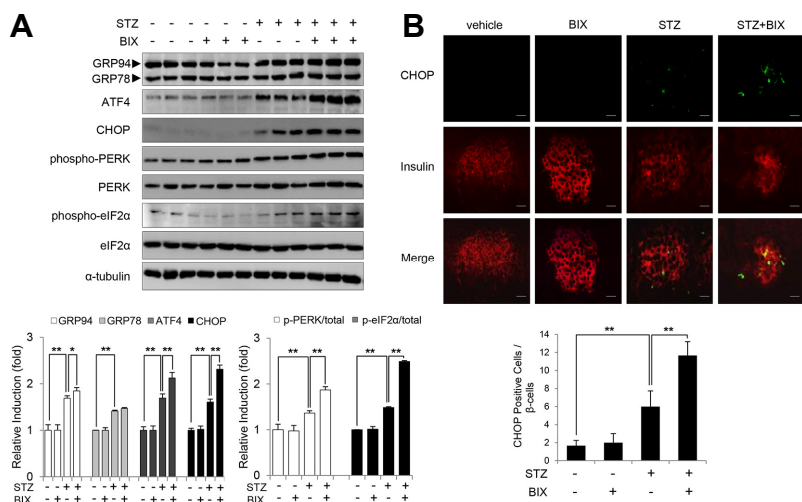 A
STZ - - - - - - + + + + + +
BIX - - - + + + - - - + + +
GRP94
GRP78
ATF4
CHOP
phospho-PERK
PERK
phospho-eIF2α
eIF2α
α-tubulin
GRP94 GRP78 ATF4 CHOP
Relative Induction (fold)
3
2
1
0
** * ** ** ** ** **
STZ - - + + - - + + - - + + - - + +
BIX - + - + - + - + - + - + - + - +
p-PERK/total p-eIF2α/total
Relative Induction (fold)
3
2
1
0
** ** ** **
STZ - - + + - - + +
BIX - + - + - + - +
B
vehicle BIX STZ STZ+BIX
CHOP
Insulin
Merge
CHOP Positive Cells /
β-cells
14
12
10
8
6
4
2
0
** **
STZ - - + +
BIX - + - +